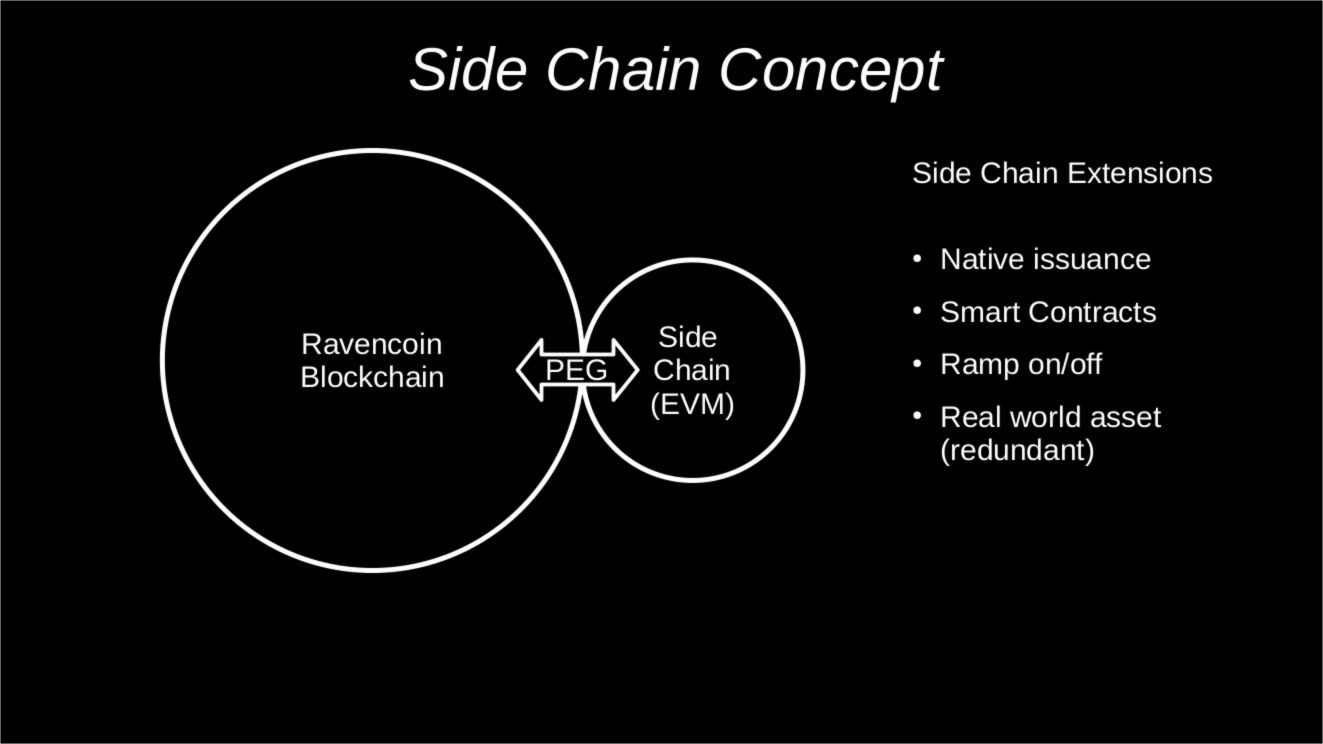 Side Chain Concept
Ravencoin
Blockchain
PEG
Side
Chain
(EVM)
Side Chain Extensions
• Native issuance
• Smart Contracts
• Ramp on/off
• Real world asset
(redundant)